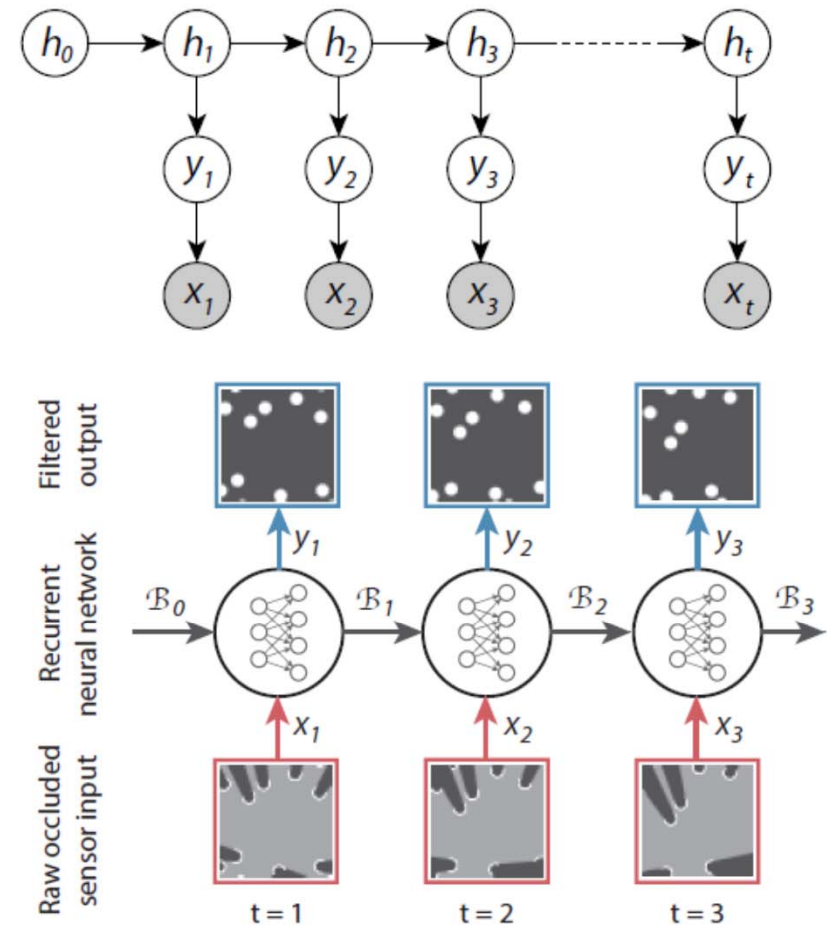 h0 h1 h2 h3 ht
y1 y2 y3 yt
x1 x2 x3 xt
Filtered
output
y1 y2 y3
Recurrent
neural network
ℬ0 ℬ1 ℬ2 ℬ3
x1 x2 x3
Raw occluded
sensor input
t = 1 t = 2 t = 3